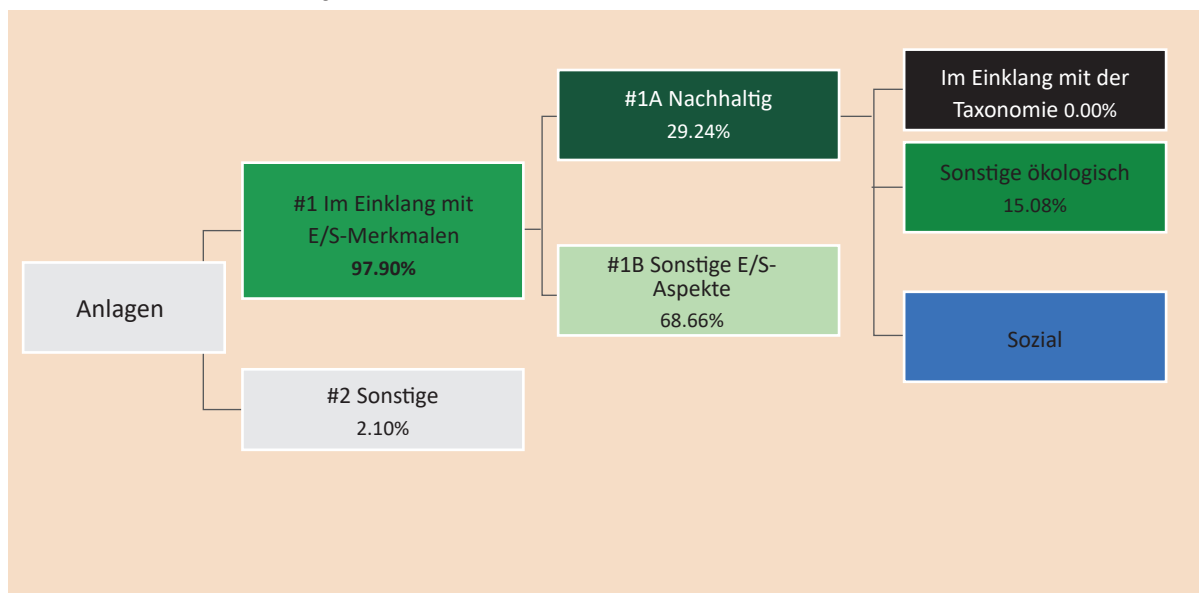 Anlagen
#1 Im Einklang mit
E/S-Merkmalen
97.90%
#2 Sonstige
2.10%
#1A Nachhaltig
29.24%
#1B Sonstige E/S-
Aspekte
68.66%
Im Einklang mit der
Taxonomie 0.00%
Sonstige ökologisch
15.08%
Sozial